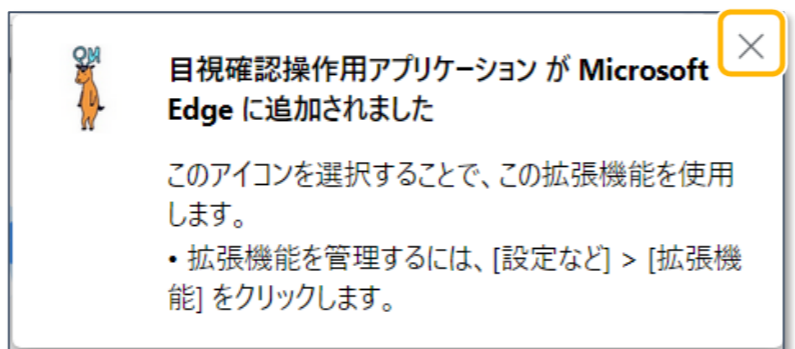 目視確認操作用アプリケーション が Microsoft
Edge に追加されました
このアイコンを選択することで、この拡張機能を使用
します。
• 拡張機能を管理するには、[設定など] > [拡張機
能] をクリックします。